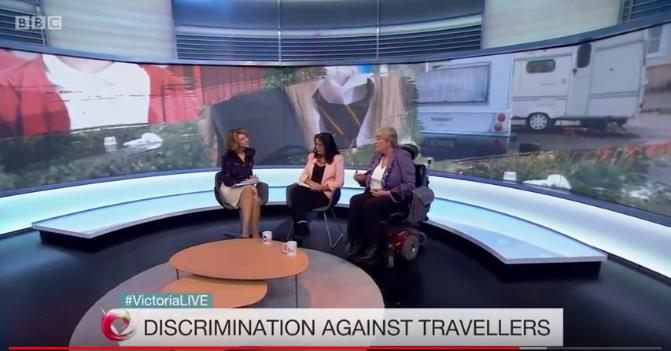 BBC
#VictoriaLIVE
DISCRIMINATION AGAINST TRAVELLERS